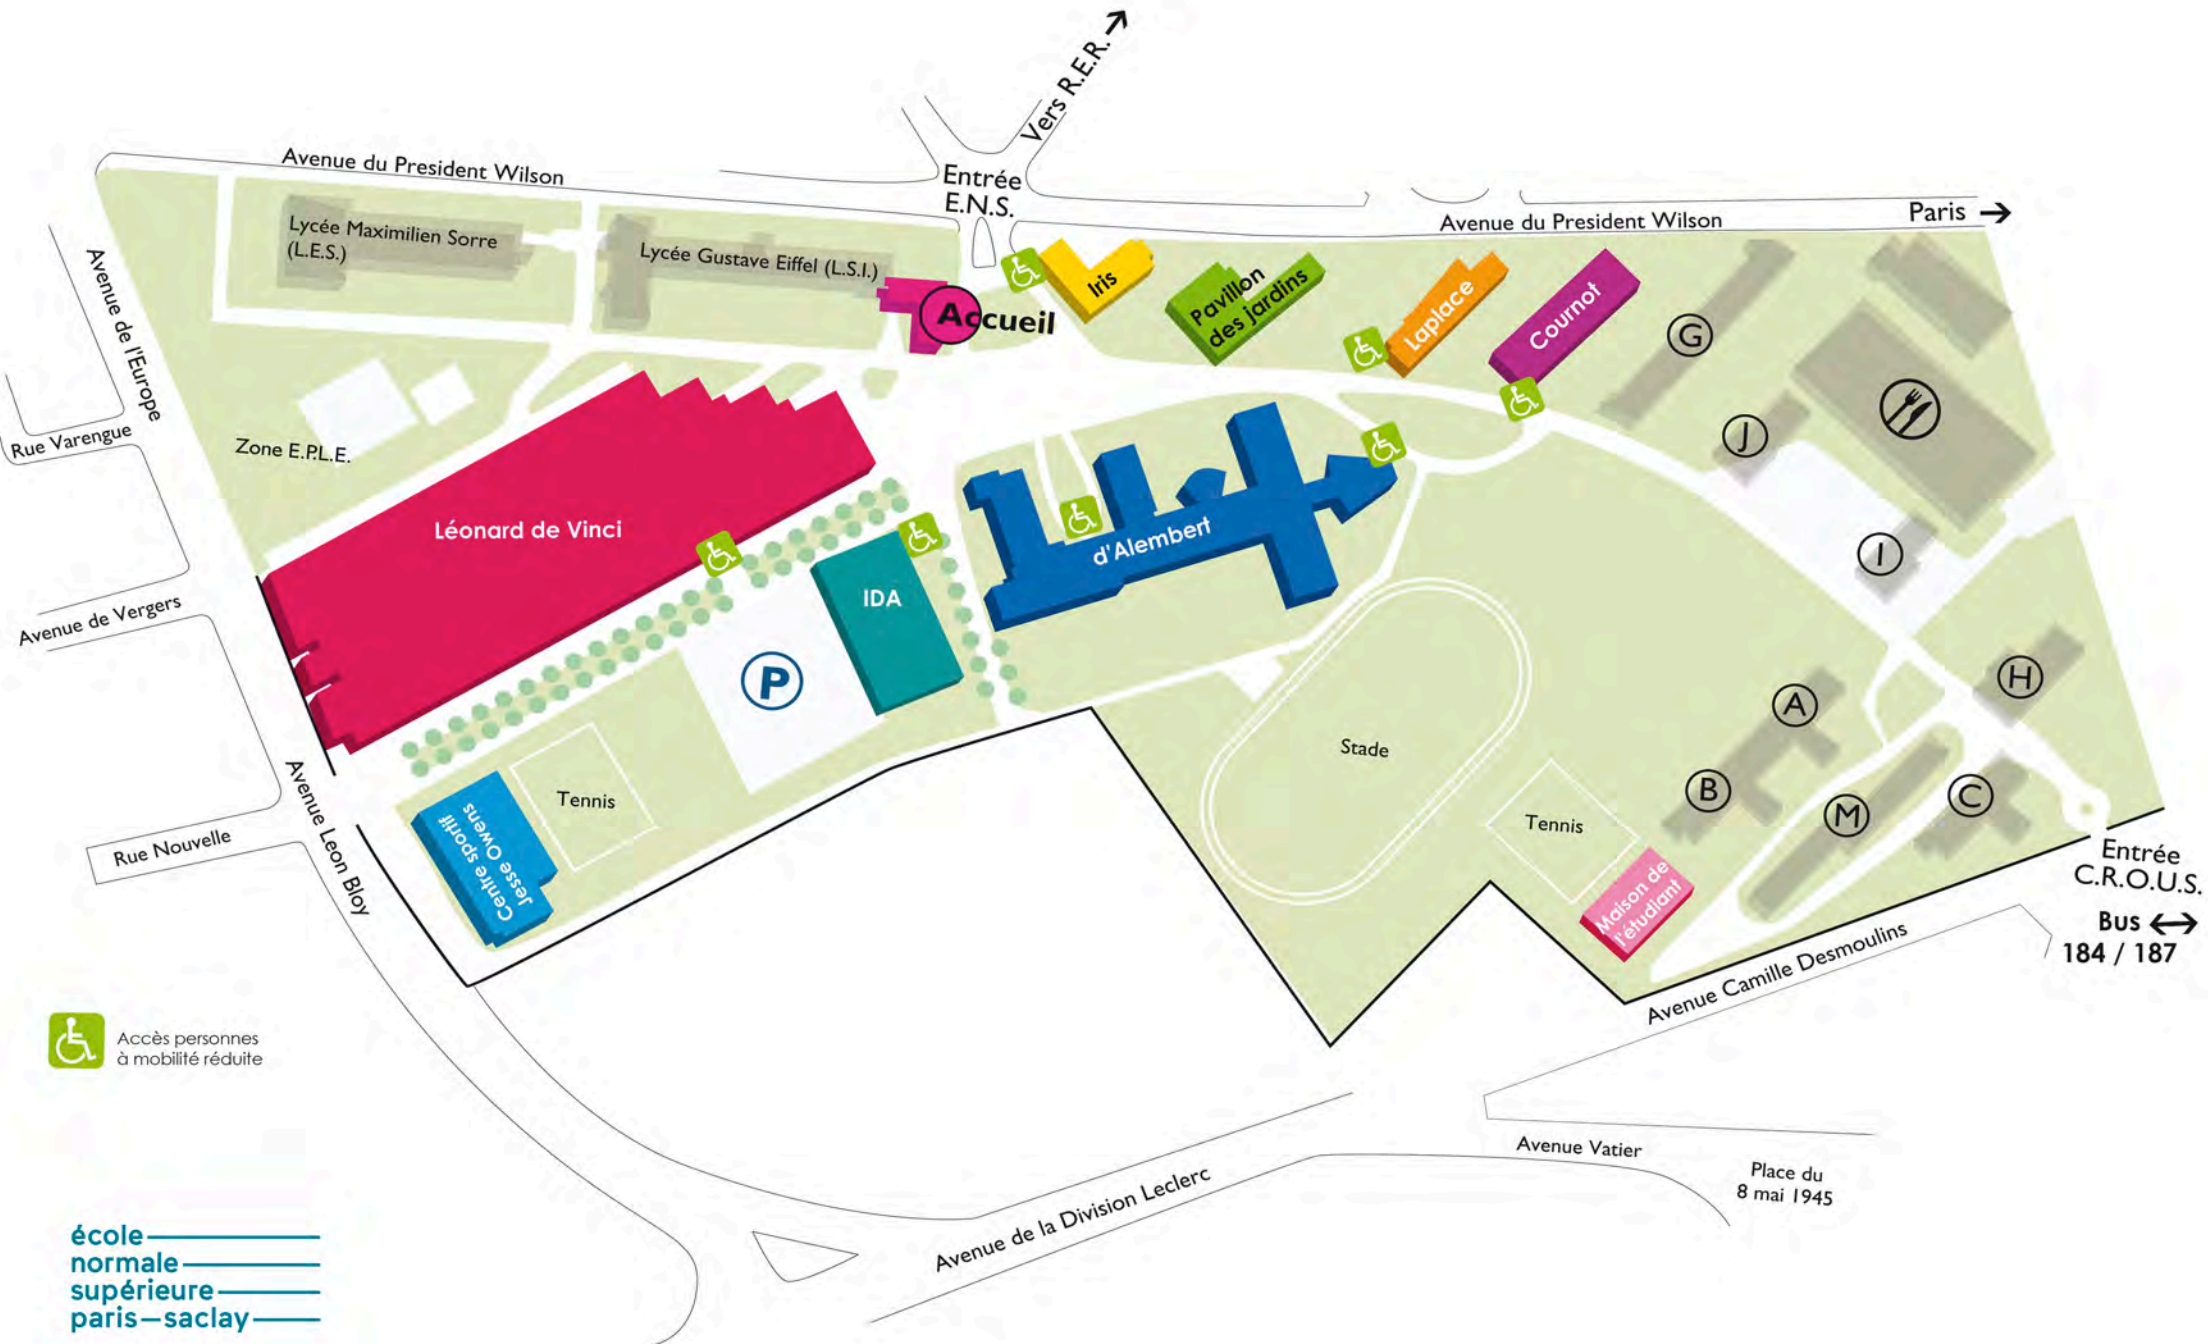 Vers R.E.R.
Avenue du President Wilson
Entrée
E.N.S.
Avenue du President Wilson
Paris
Lycée Maximilien Sorre
(L.E.S.)
Lycée Gustave Eiffel (L.S.I.)
Accueil
Iris
Pavillon
des jardins
Laplace
Cournot
G
J
I
H
A
B
M
C
Avenue de l'Europe
Rue Varengue
Zone E.P.L.E.
Léonard de Vinci
d'Alembert
IDA
P
Avenue de Vergers
Stade
Tennis
Tennis
Centre sportif
Jesse Owens
Maison de
l'étudiant
Avenue Leon Bloy
Rue Nouvelle
Entrée
C.R.O.U.S.
Bus
184 / 187
Avenue Camille Desmoulins
Accès personnes
à mobilité réduite
Avenue Vatier
Place du
8 mai 1945
Avenue de la Division Leclerc
école
normale
supérieure
paris–saclay